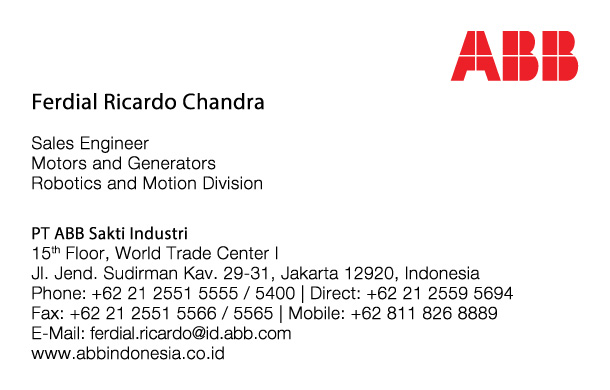 ABB
Ferdial Ricardo Chandra
Sales Engineer
Motors and Generators
Robotics and Motion Division
PT ABB Sakti Industri
15th Floor, World Trade Center I
Jl. Jend. Sudirman Kav. 29-31, Jakarta 12920, Indonesia
Phone: +62 21 2551 5555 / 5400 | Direct: +62 21 2559 5694
Fax: +62 21 2551 5566 / 5565 | Mobile: +62 811 826 8889
E-Mail: ferdial.ricardo@id.abb.com
www.abbindonesia.co.id